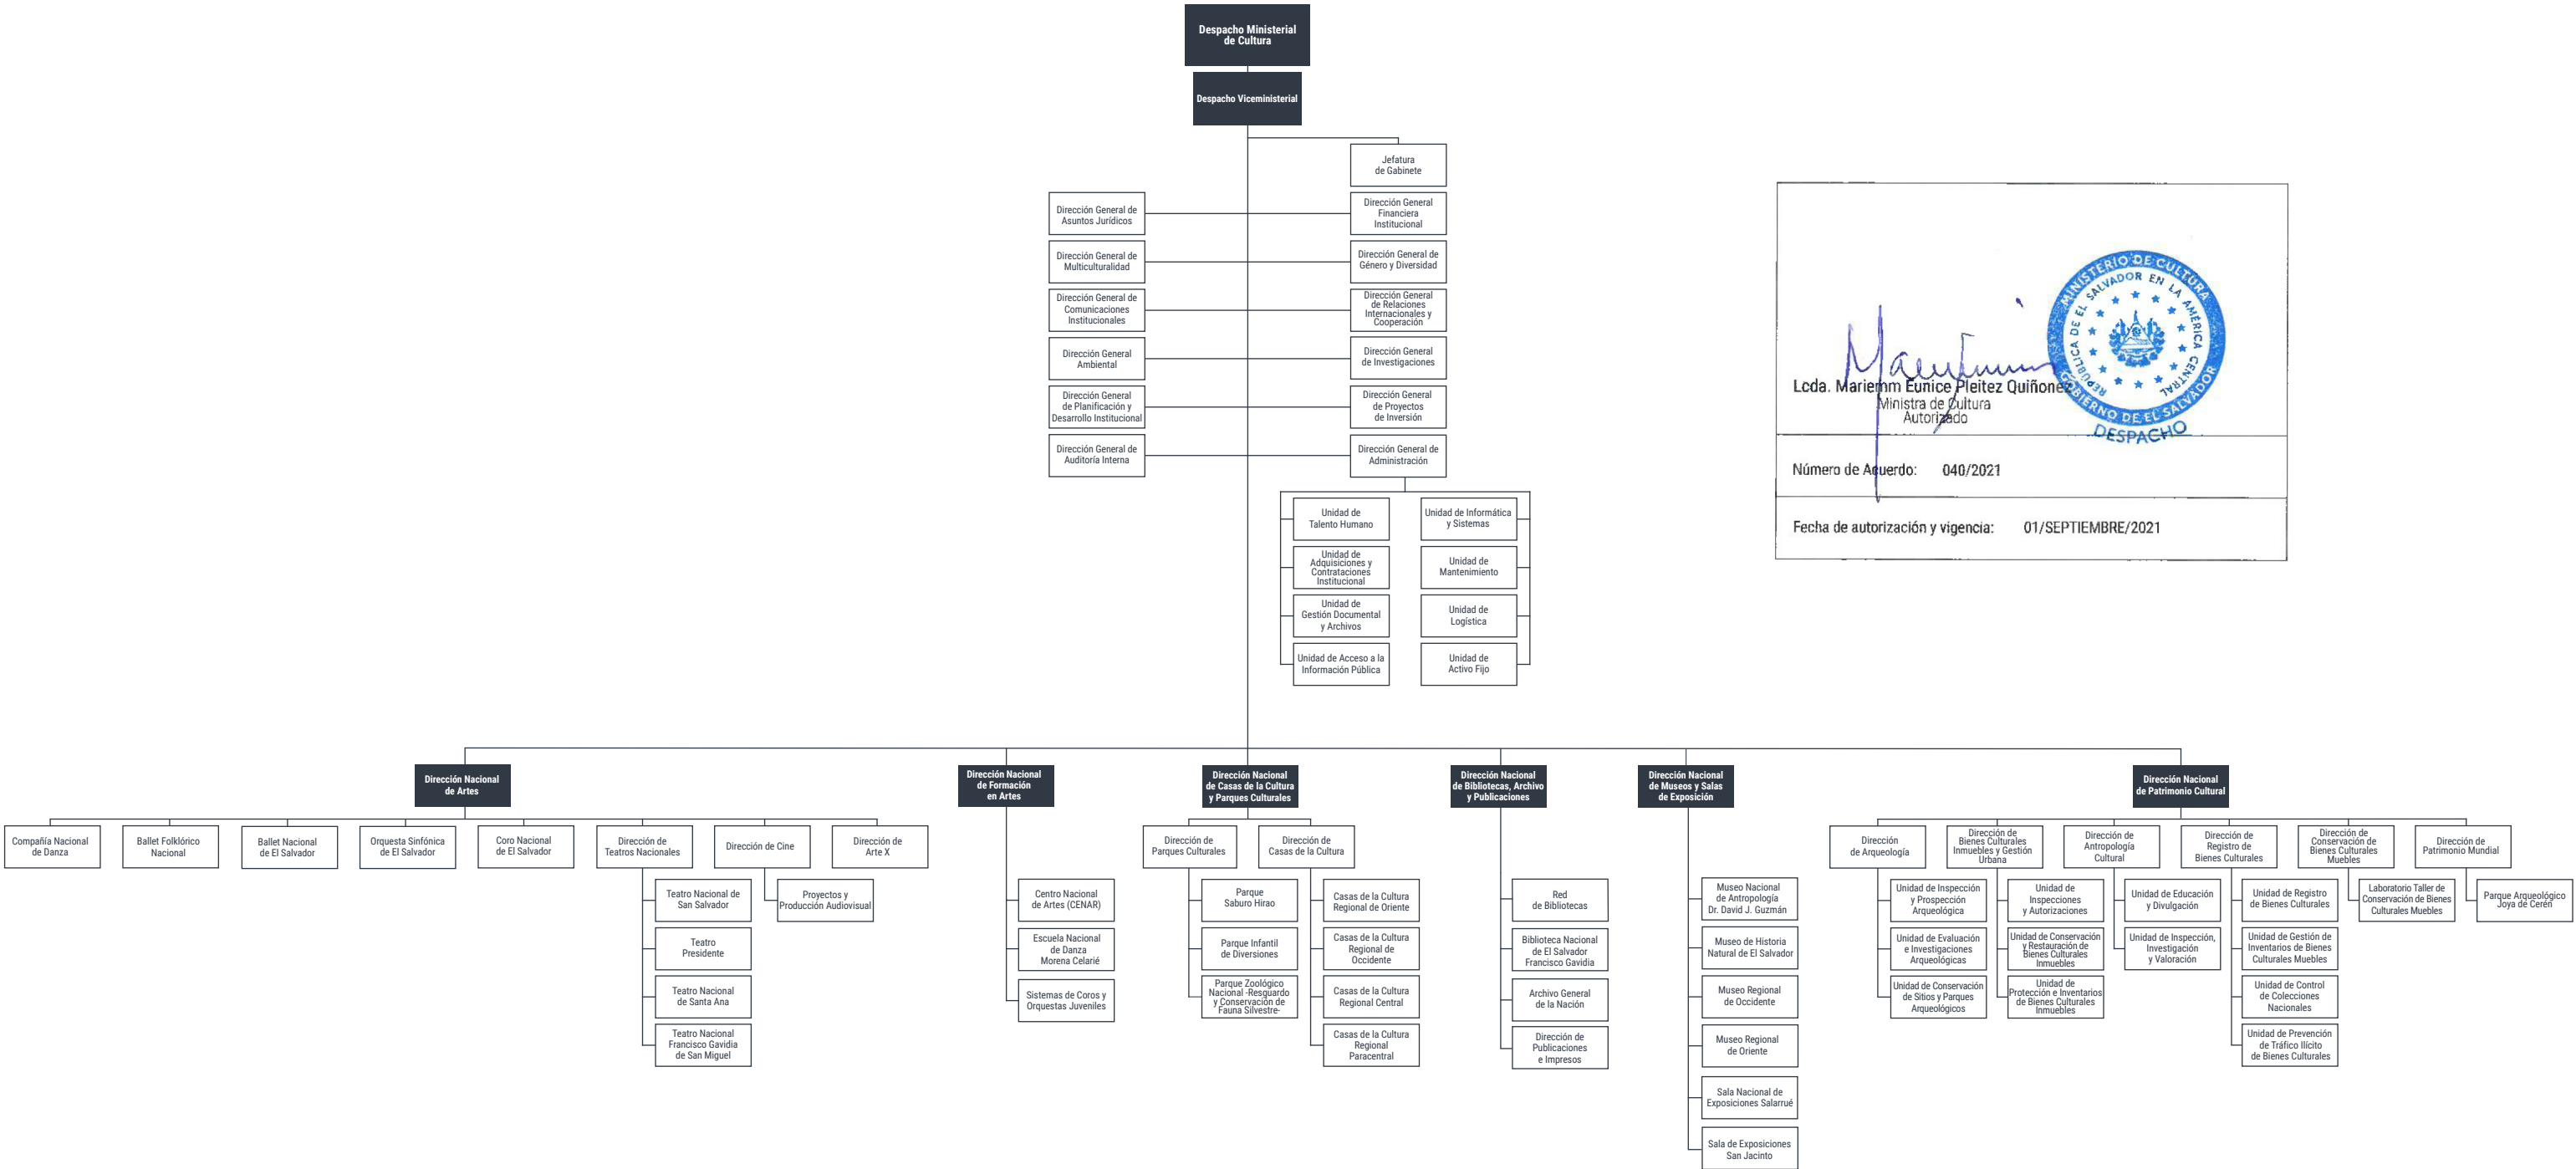 Despacho Ministerial
de Cultura
Despacho Viceministerial
Jefatura
de Gabinete
Dirección General de
Asuntos Jurídicos
Dirección General
Financiera
Institucional
Dirección General de
Multiculturalidad
Dirección General de
Género y Diversidad
Dirección General de
Comunicaciones
Institucionales
Dirección General
de Relaciones
Internacionales y
Cooperación
Dirección General
Ambiental
Dirección General
de Investigaciones
Dirección General
de Planificación y
Desarrollo Institucional
Dirección General
de Proyectos
de Inversión
Dirección General de
Auditoría Interna
Dirección General de
Administración
Unidad de
Talento Humano
Unidad de Informática
y Sistemas
Unidad de
Adquisiciones y
Contrataciones
Institucional
Unidad de
Mantenimiento
Unidad de
Gestión Documental
y Archivos
Unidad de
Logística
Unidad de Acceso a la
Información Pública
Unidad de
Activo Fijo
MINISTERIO DE CULTURA
REPÚBLICA DE EL SALVADOR EN LA AMÉRICA CENTRAL
GOBIERNO DE EL SALVADOR
DESPACHO
Lcda. Mariemm Eunice Pleitez Quiñonez
Ministra de Cultura
Autorizado
Número de Acuerdo: 040/2021
Fecha de autorización y vigencia: 01/SEPTIEMBRE/2021
Dirección Nacional
de Artes
Dirección Nacional
de Formación
en Artes
Dirección Nacional
de Casas de la Cultura
y Parques Culturales
Dirección Nacional
de Bibliotecas, Archivo
y Publicaciones
Dirección Nacional
de Museos y Salas
de Exposición
Dirección Nacional
de Patrimonio Cultural
Compañía Nacional
de Danza
Ballet Folklórico
Nacional
Ballet Nacional
de El Salvador
Orquesta Sinfónica
de El Salvador
Coro Nacional
de El Salvador
Dirección de
Teatros Nacionales
Dirección de Cine
Dirección de
Arte X
Teatro Nacional de
San Salvador
Teatro
Presidente
Teatro Nacional
de Santa Ana
Teatro Nacional
Francisco Gavidia
de San Miguel
Proyectos y
Producción Audiovisual
Centro Nacional
de Artes (CENAR)
Escuela Nacional
de Danza
Morena Celarié
Sistemas de Coros y
Orquestas Juveniles
Dirección de
Parques Culturales
Dirección de
Casas de la Cultura
Parque
Saburo Hirao
Parque Infantil
de Diversiones
Parque Zoológico
Nacional -Resguardo
y Conservación de
Fauna Silvestre-
Casas de la Cultura
Regional de Oriente
Casas de la Cultura
Regional de
Occidente
Casas de la Cultura
Regional Central
Casas de la Cultura
Regional
Paracentral
Red
de Bibliotecas
Biblioteca Nacional
de El Salvador
Francisco Gavidia
Archivo General
de la Nación
Dirección de
Publicaciones
e Impresos
Museo Nacional
de Antropología
Dr. David J. Guzmán
Museo de Historia
Natural de El Salvador
Museo Regional
de Occidente
Museo Regional
de Oriente
Sala Nacional de
Exposiciones Salarrué
Sala de Exposiciones
San Jacinto
Dirección
de Arqueología
Dirección de
Bienes Culturales
Inmuebles y Gestión
Urbana
Dirección de
Antropología
Cultural
Dirección de
Registro de
Bienes Culturales
Dirección de
Conservación de
Bienes Culturales
Muebles
Dirección de
Patrimonio Mundial
Unidad de Inspección
y Prospección
Arqueológica
Unidad de Evaluación
e Investigaciones
Arqueológicas
Unidad de Conservación
de Sitios y Parques
Arqueológicos
Unidad de
Inspecciones
y Autorizaciones
Unidad de Conservación
y Restauración de
Bienes Culturales
Inmuebles
Unidad de
Protección e Inventarios
de Bienes Culturales
Inmuebles
Unidad de Educación
y Divulgación
Unidad de Inspección,
Investigación
y Valoración
Unidad de Registro
de Bienes Culturales
Unidad de Gestión de
Inventarios de Bienes
Culturales Muebles
Unidad de Control
de Colecciones
Nacionales
Unidad de Prevención
de Tráfico Ilícito
de Bienes Culturales
Laboratorio Taller de
Conservación de Bienes
Culturales Muebles
Parque Arqueológico
Joya de Cerén